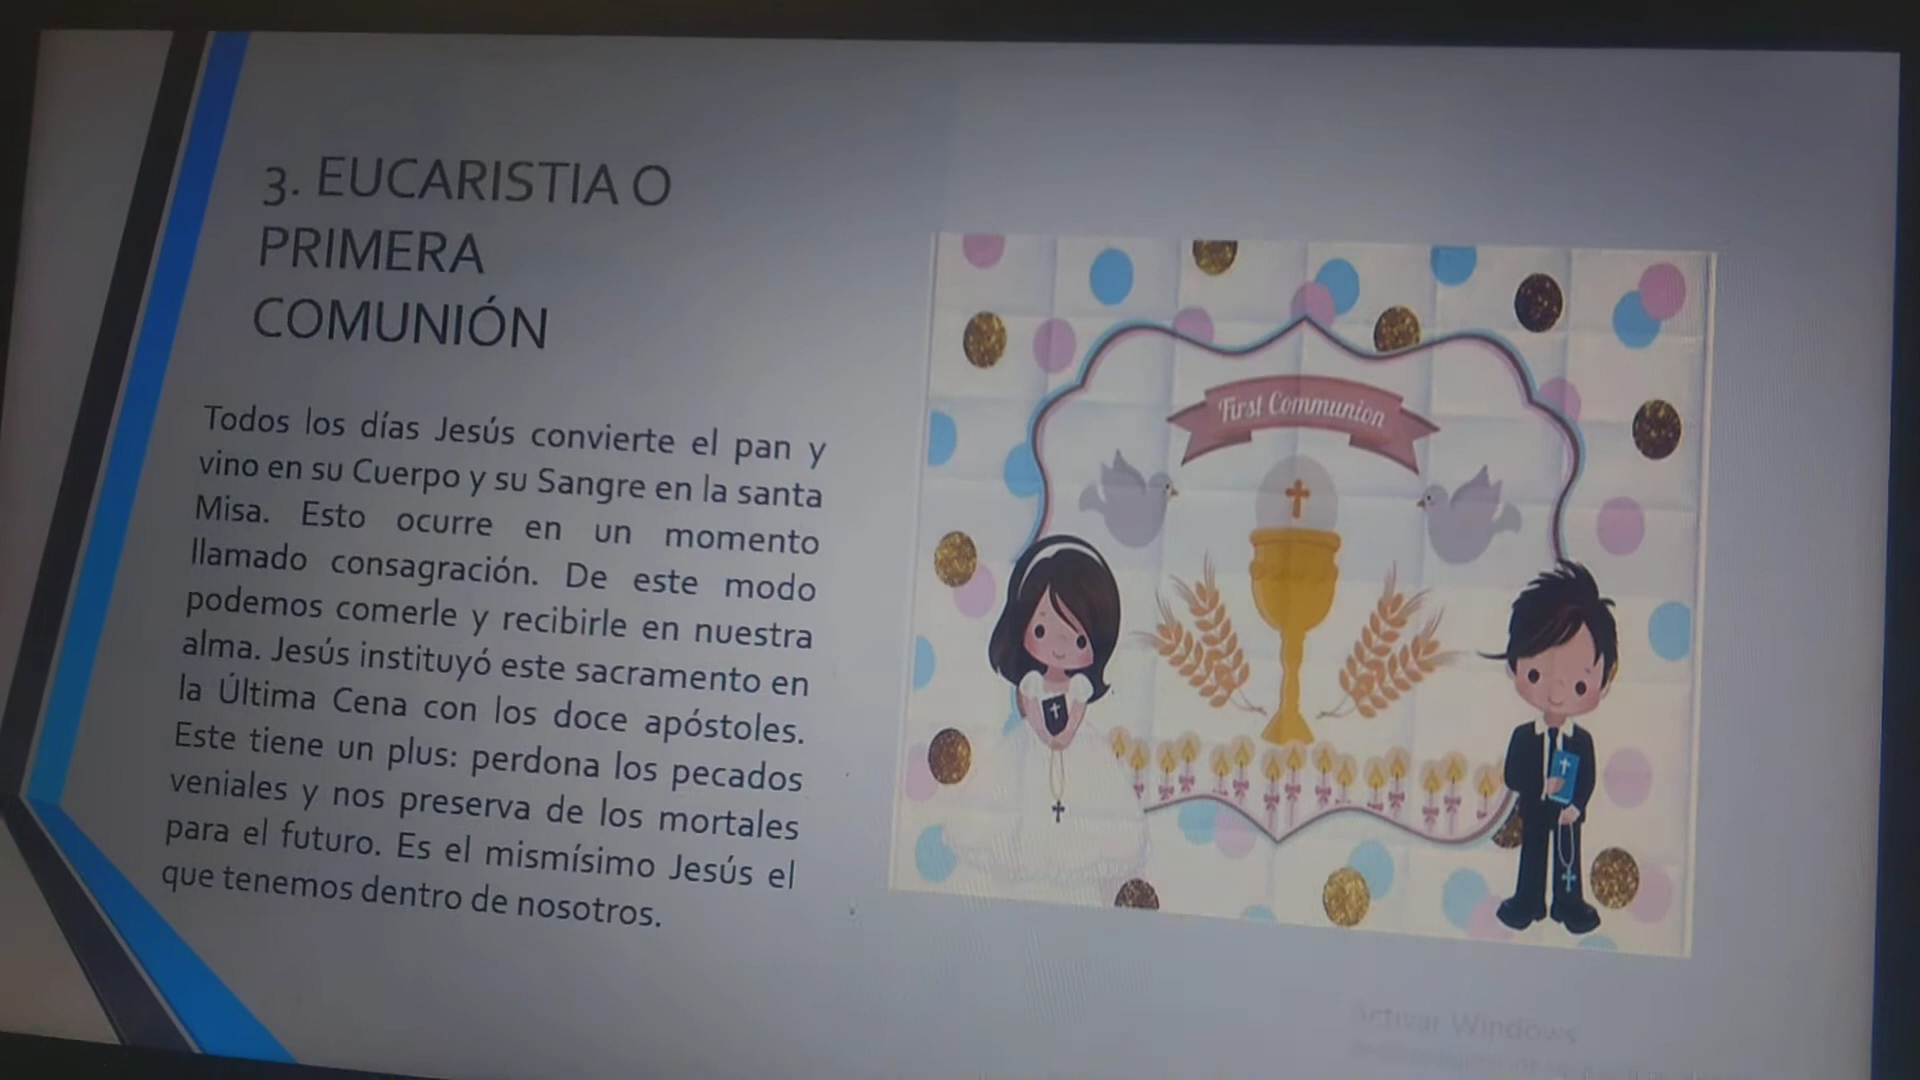 3. EUCARISTIA O
PRIMERA
COMUNIÓN
Todos los días Jesús convierte el pan y
vino en su Cuerpo y su Sangre en la santa
Misa. Esto ocurre en un momento
llamado consagración. De este modo
podemos comerle y recibirle en nuestra
alma. Jesús instituyó este sacramento en
la Última Cena con los doce apóstoles.
Este tiene un plus: perdona los pecados
veniales y nos preserva de los mortales
para el futuro. Es el mismísimo Jesús el
que tenemos dentro de nosotros.
First Communion
Activar Windows